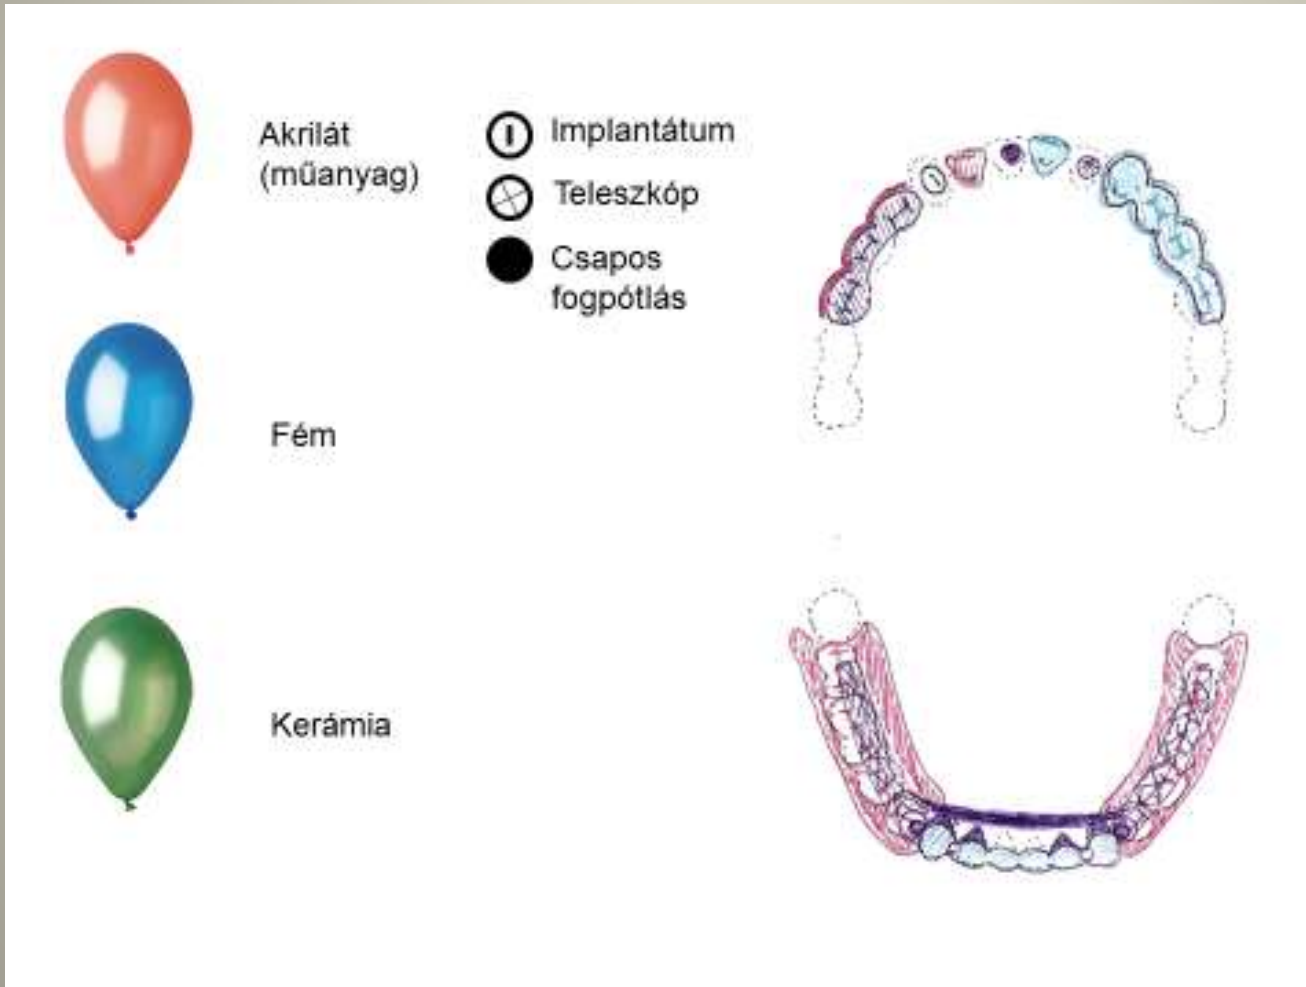 Akrilát
(műanyag)
Implantátum
Teleszkóp
Csapos
fogpótlás
Fém
Kerámia